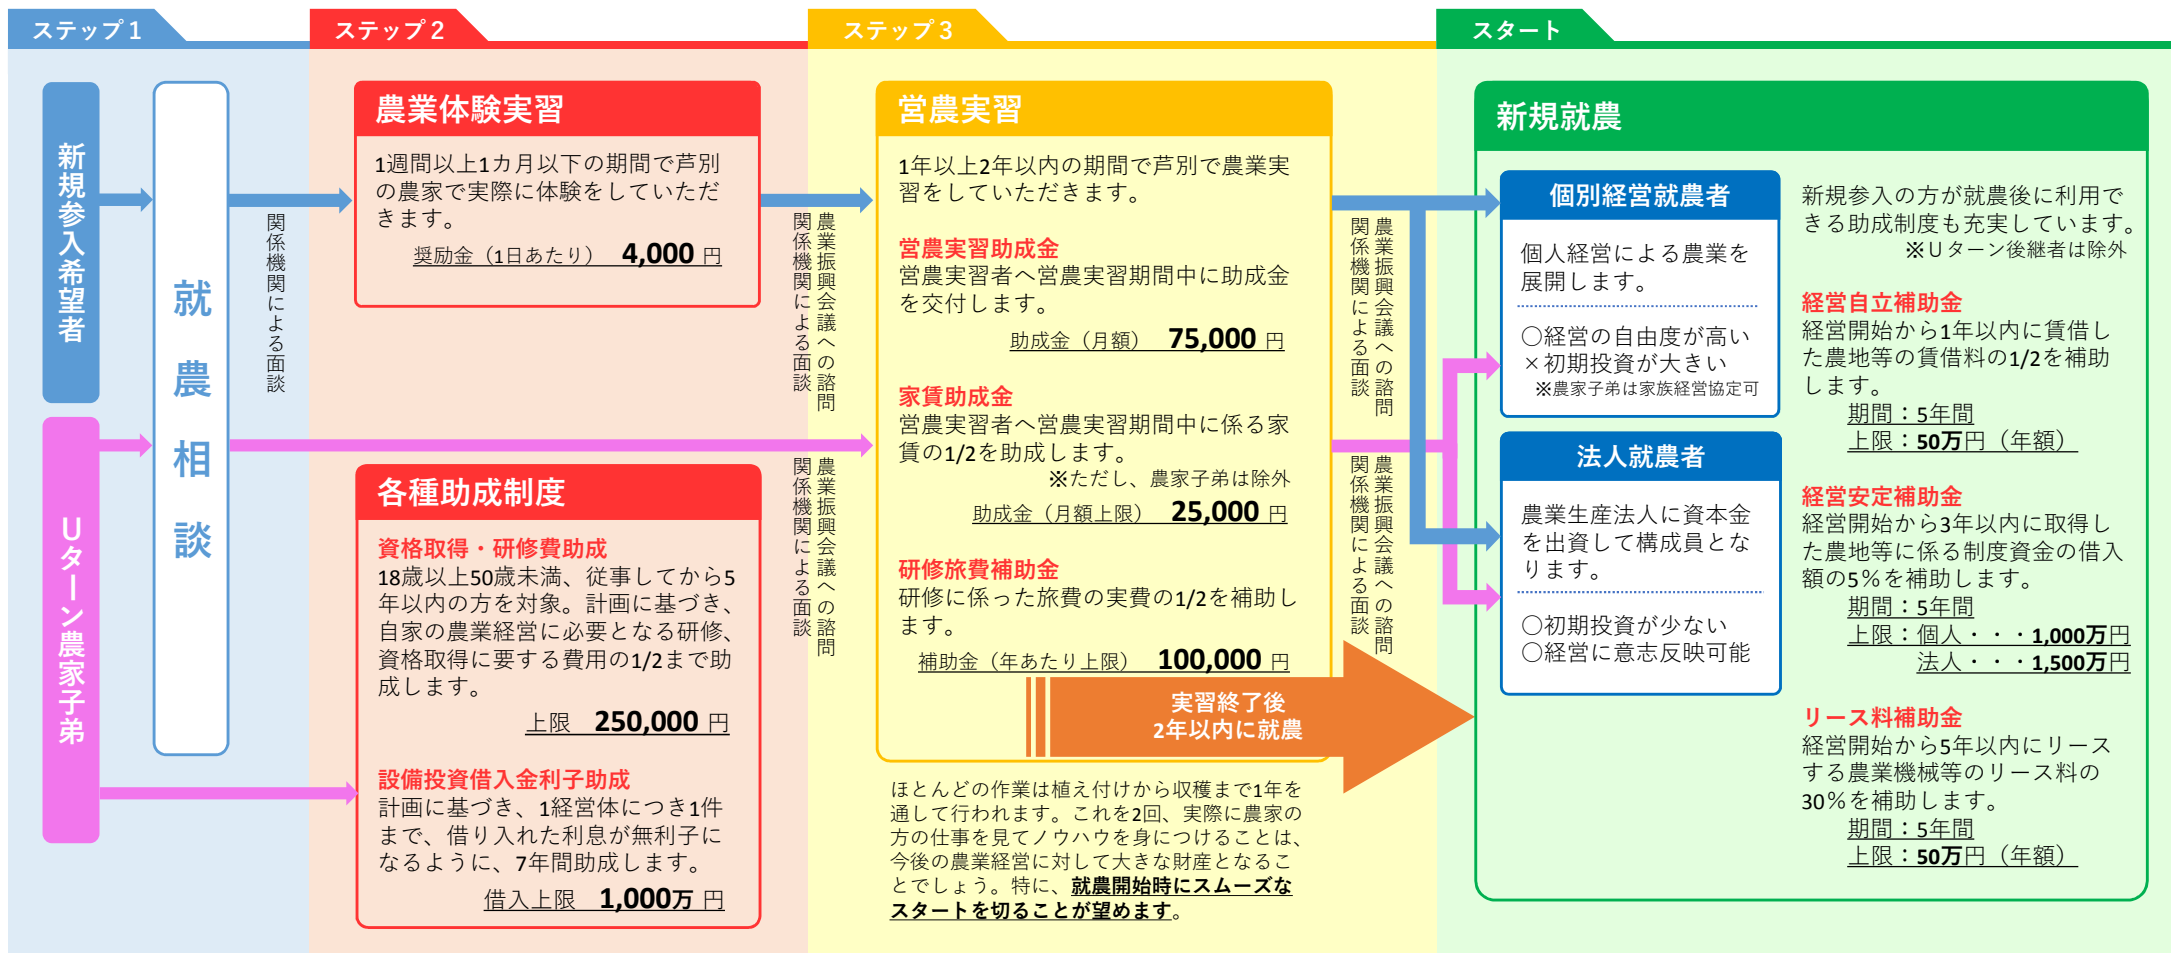 ステップ1
ステップ2
ステップ3
スタート
新規参入希望者
Uターン農家子弟
就農相談
関係機関による面談
農業体験実習
1週間以上1カ月以下の期間で芦別
の農家で実際に体験をしていただ
きます。
奨励金（1日あたり） 4,000 円
農業振興会議への諮問
関係機関による面談
各種助成制度
資格取得・研修費助成
18歳以上50歳未満、従事してから5
年以内の方を対象。計画に基づき、
自家の農業経営に必要となる研修、
資格取得に要する費用の1/2まで助
成します。
上限 250,000 円
設備投資借入金利子助成
計画に基づき、1経営体につき1件
まで、借り入れた利息が無利子に
なるように、7年間助成します。
借入上限 1,000万 円
農業振興会議への諮問
関係機関による面談
営農実習
1年以上2年以内の期間で芦別で農業実
習をしていただきます。
営農実習助成金
営農実習者へ営農実習期間中に助成金
を交付します。
助成金（月額） 75,000 円
家賃助成金
営農実習者へ営農実習期間中に係る家
賃の1/2を助成します。
※ただし、農家子弟は除外
助成金（月額上限） 25,000 円
研修旅費補助金
研修に係った旅費の実費の1/2を補助し
ます。
補助金（年あたり上限） 100,000 円
実習終了後
2年以内に就農
ほとんどの作業は植え付けから収穫まで1年を
通して行われます。これを2回、実際に農家の
方の仕事を見てノウハウを身につけることは、
今後の農業経営に対して大きな財産となるこ
とでしょう。特に、就農開始時にスムーズな
スタートを切ることが望めます。
農業振興会議への諮問
関係機関による面談
農業振興会議への諮問
関係機関による面談
新規就農
個別経営就農者
個人経営による農業を
展開します。
○経営の自由度が高い
×初期投資が大きい
※農家子弟は家族経営協定可
法人就農者
農業生産法人に資本金
を出資して構成員とな
ります。
○初期投資が少ない
○経営に意志反映可能
新規参入の方が就農後に利用で
きる助成制度も充実しています。
※Uターン後継者は除外
経営自立補助金
経営開始から1年以内に賃借し
た農地等の賃借料の1/2を補助
します。
期間：5年間
上限：50万円（年額）
経営安定補助金
経営開始から3年以内に取得し
た農地等に係る制度資金の借入
額の5%を補助します。
期間：5年間
上限：個人・・・1,000万円
法人・・・1,500万円
リース料補助金
経営開始から5年以内にリース
する農業機械等のリース料の
30%を補助します。
期間：5年間
上限：50万円（年額）